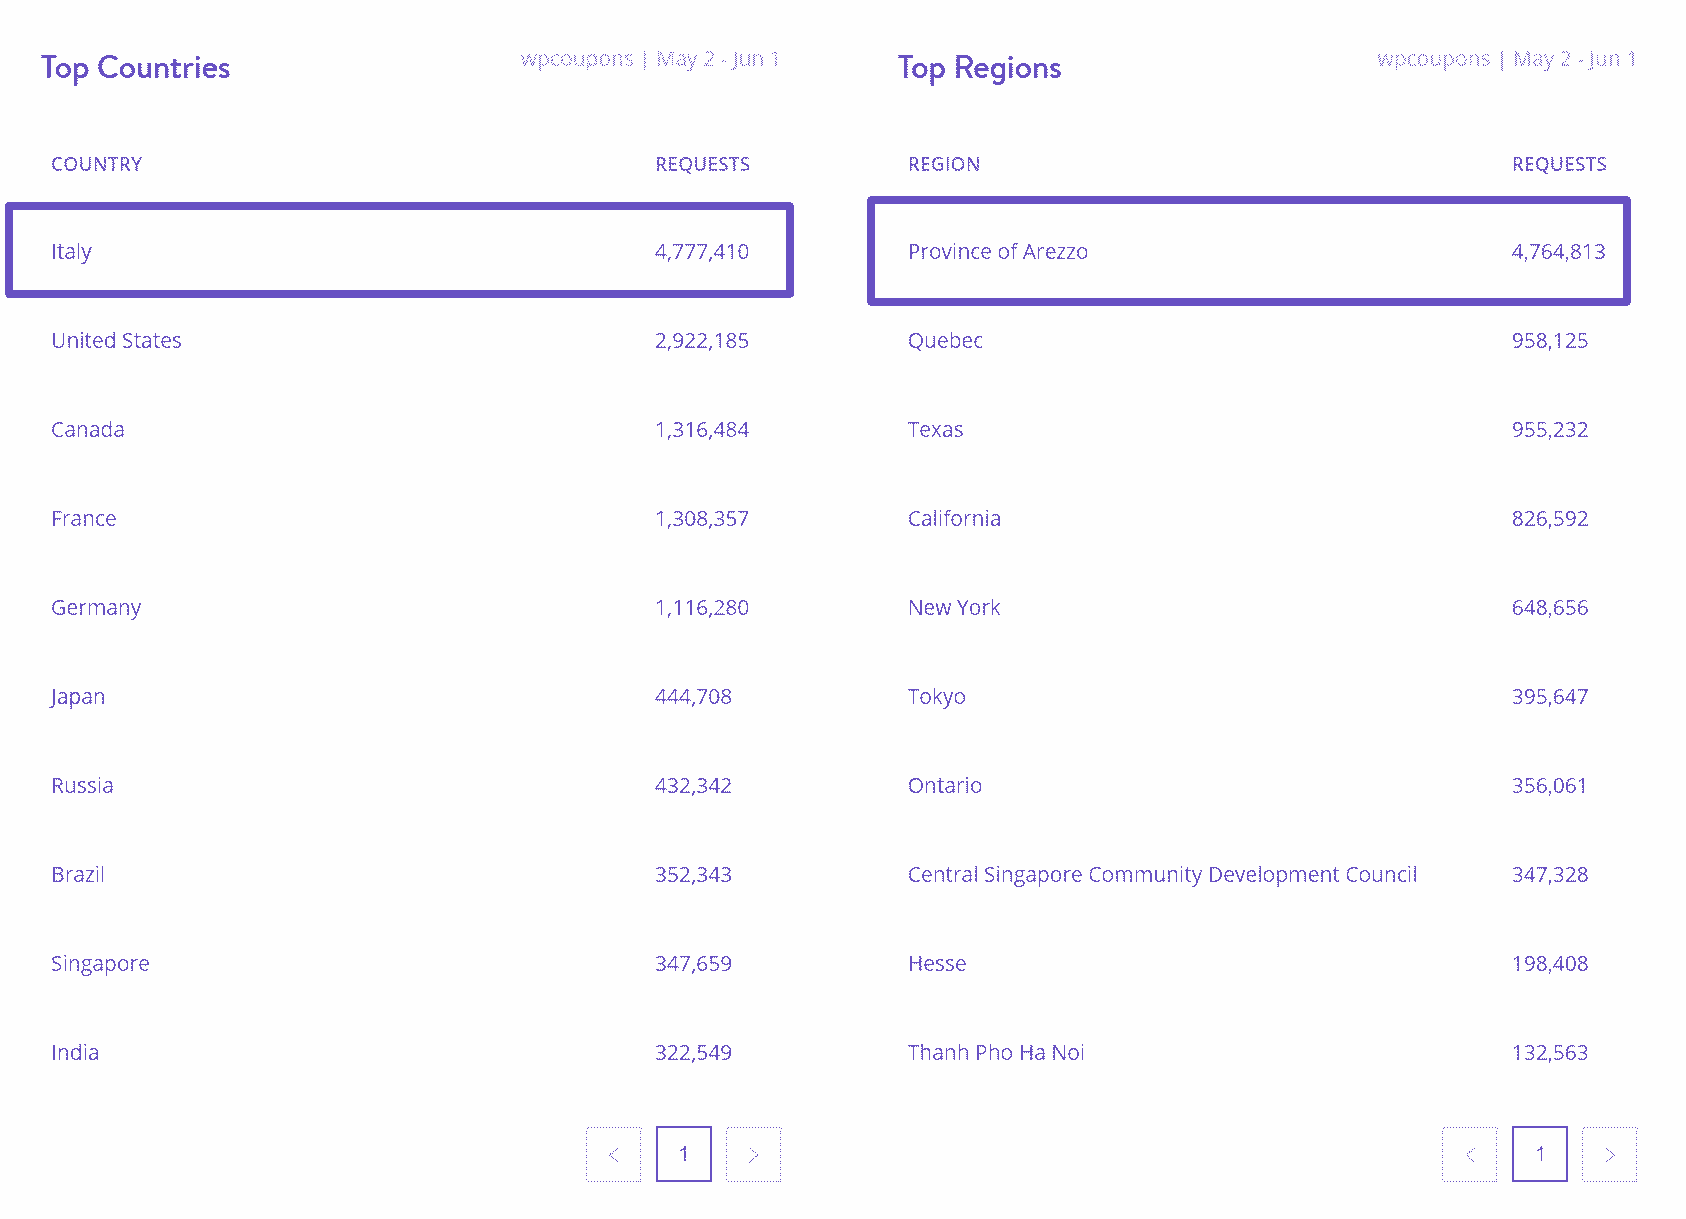 Top Countries
wpcoupons | May 2 - Jun 1
COUNTRY REQUESTS
Italy 4,777,410
United States 2,922,185
Canada 1,316,484
France 1,308,357
Germany 1,116,280
Japan 444,708
Russia 432,342
Brazil 352,343
Singapore 347,659
India 322,549
< 1 >
Top Regions
wpcoupons | May 2 - Jun 1
REGION REQUESTS
Province of Arezzo 4,764,813
Quebec 958,125
Texas 955,232
California 826,592
New York 648,656
Tokyo 395,647
Ontario 356,061
Central Singapore Community Development Council 347,328
Hesse 198,408
Thanh Pho Ha Noi 132,563
< 1 >